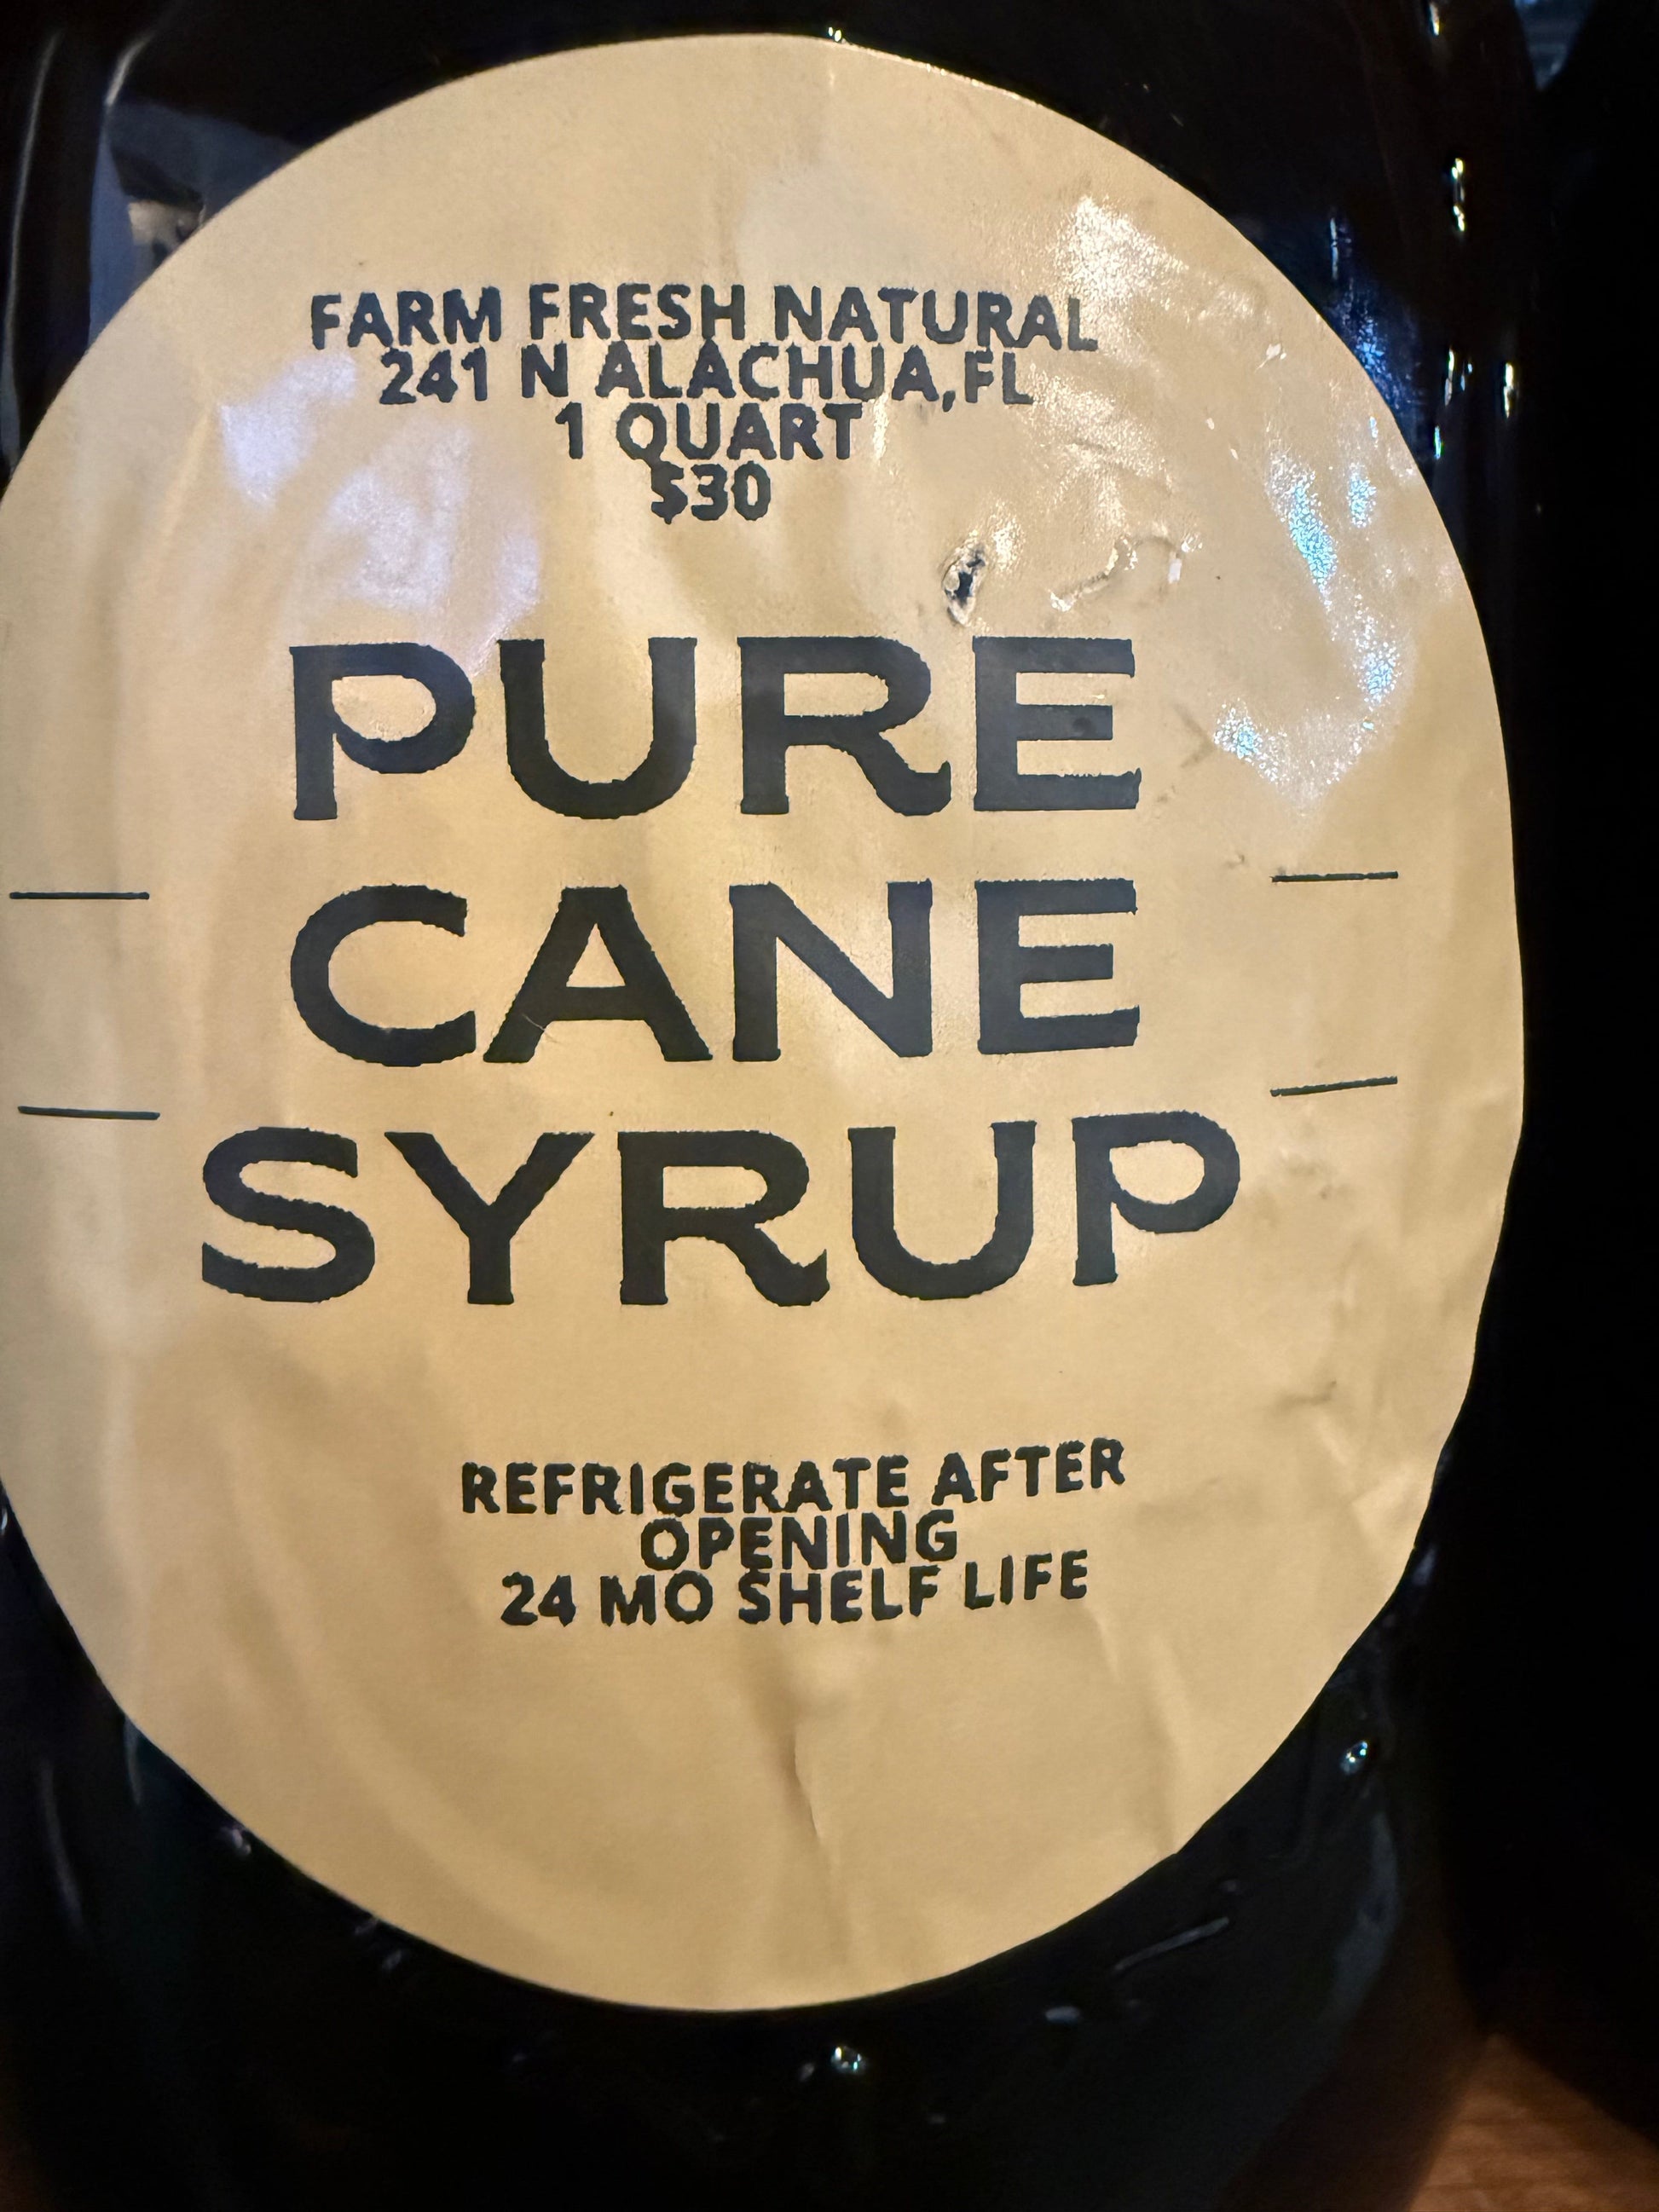 FARM FRESH NATURAL
241 N ALACHUA,FL
1 QUART
$30
PURE
CANE
SYRUP
REFRIGERATE AFTER
OPENING
24 MO SHELF LIFE